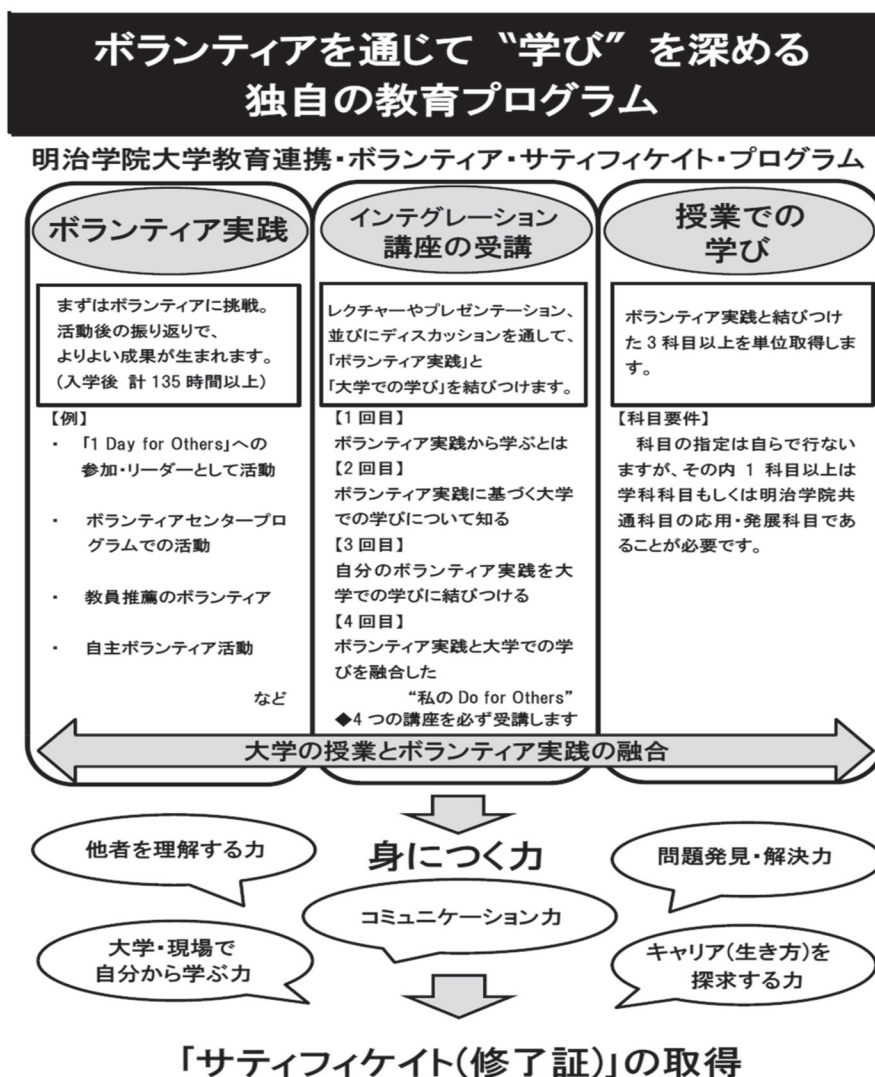 ボランティアを通じて“学び”を深める
独自の教育プログラム
明治学院大学教育連携・ボランティア・サティフィケイト・プログラム
ボランティア実践
まずはボランティアに挑戦。
活動後の振り返りで、
よりよい成果が生まれます。
(入学後 計 135 時間以上)
【例】
・ 「1 Day for Others」への
参加・リーダーとして活動
・ ボランティアセンタープロ
グラムでの活動
・ 教員推薦のボランティア
・ 自主ボランティア活動
など
インテグレーション
講座の受講
レクチャーやプレゼンテーション、
並びにディスカッションを通して、
「ボランティア実践」と
「大学での学び」を結びつけます。
【1 回目】
ボランティア実践から学ぶとは
【2 回目】
ボランティア実践に基づく大学
での学びについて知る
【3 回目】
自分のボランティア実践を大
学での学びに結びつける
【4 回目】
ボランティア実践と大学での学
びを融合した
“私の Do for Others”
◆4 つの講座を必ず受講します
授業での
学び
ボランティア実践と結びつけ
た 3 科目以上を単位取得しま
す。
【科目要件】
科目の指定は自らで行ない
ますが、その内 1 科目以上は
学科科目もしくは明治学院共
通科目の応用・発展科目であ
ることが必要です。
大学の授業とボランティア実践の融合
身につく力
他者を理解する力
問題発見・解決力
コミュニケーション力
大学・現場で
自分から学ぶ力
キャリア(生き方)を
探求する力
「サティフィケイト(修了証)」の取得